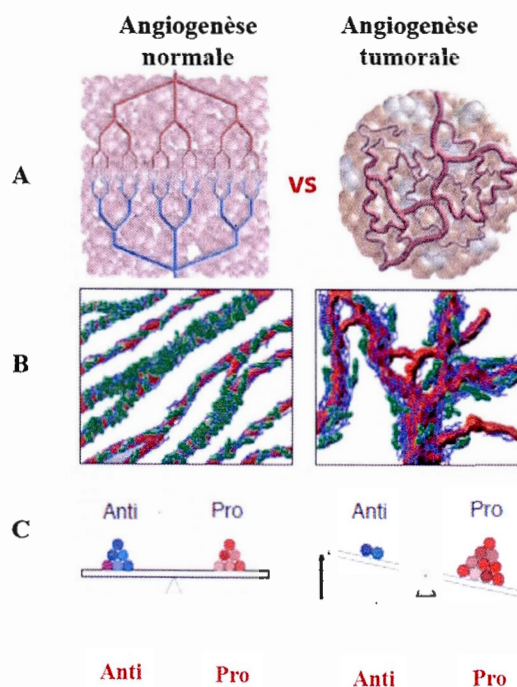 Angiogenèse
normale
Angiogenèse
tumorale
A
vs
B
C
Anti Pro
Anti Pro
Anti Pro
Anti Pro